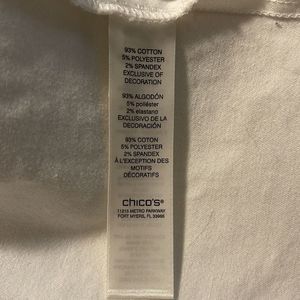 93% COTTON
5% POLYESTER
2% SPANDEX
EXCLUSIVE OF
DECORATION
93% ALGODÓN
5% poliéster
2% elastano
EXCLUSIVO DE LA
DECORACIÓN
93% COTTON
5% POLYESTER
2% SPANDEX
À L'EXCEPTION DES
MOTIFS
DÉCORATIFS
chico's®
11215 METRO PARKWAY
FORT MYERS, FL 33966